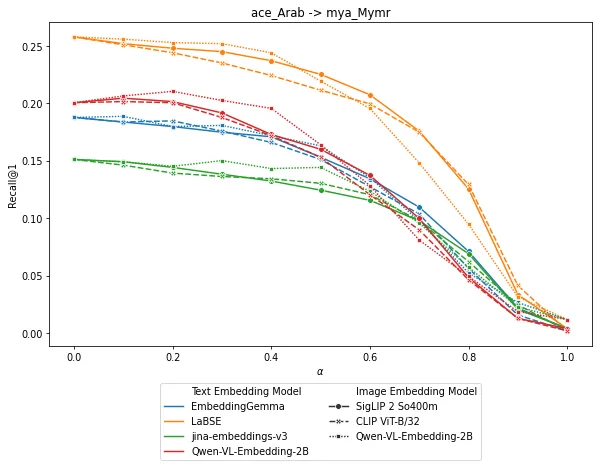 ace_Arab -> mya_Mymr
Recall@1
0.25
0.20
0.15
0.10
0.05
0.00
0.0 0.2 0.4 0.6 0.8 1.0
α
Text Embedding Model
EmbeddingGemma
LaBSE
jina-embeddings-v3
Qwen-VL-Embedding-2B
Image Embedding Model
SigLIP 2 So400m
CLIP ViT-B/32
Qwen-VL-Embedding-2B